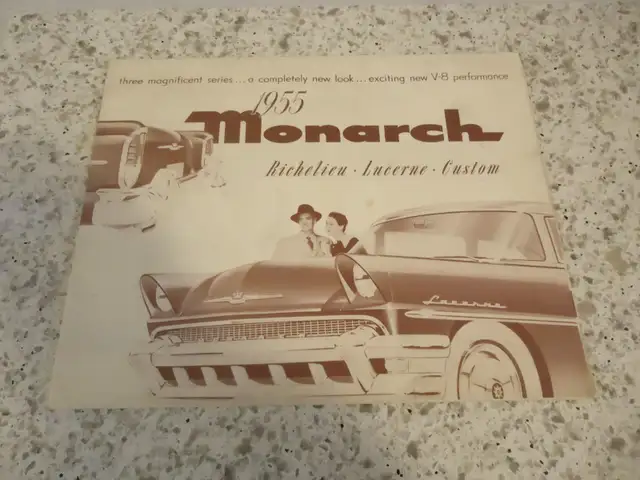 three magnificent series...a completely new look...exciting new V-8 performance
1955
Monarch
Richelieu · Lucerne · Custom
Lucerne